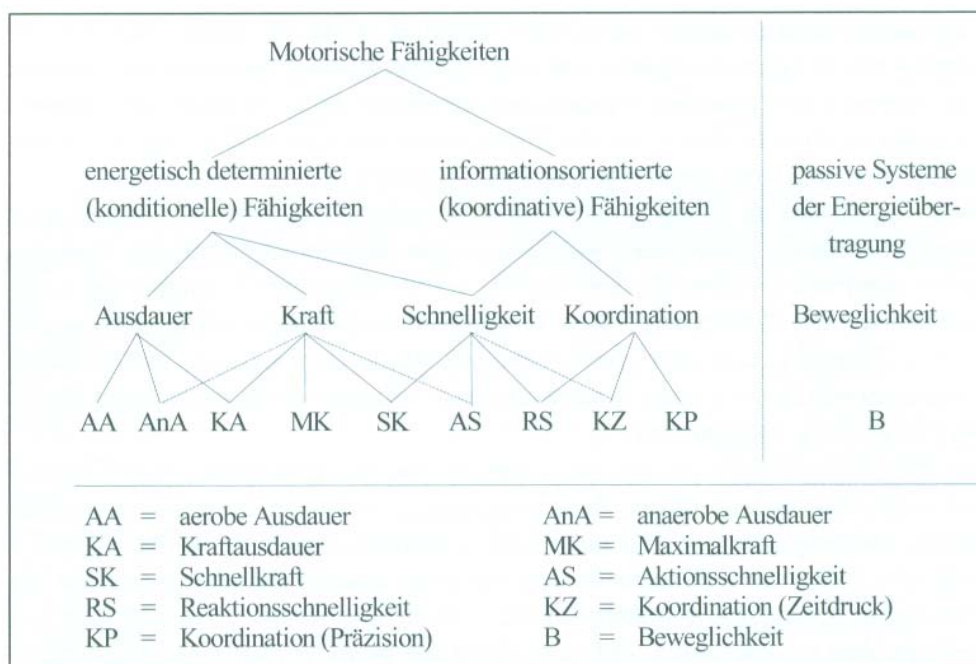 Motorische Fähigkeiten
energetisch determinierte informationsorientierte passive Systeme
(konditionelle) Fähigkeiten (koordinative) Fähigkeiten der Energieüber-
tragung
Ausdauer Kraft Schnelligkeit Koordination Beweglichkeit
AA AnA KA MK SK AS RS KZ KP B
AA = aerobe Ausdauer AnA = anaerobe Ausdauer
KA = Kraftausdauer MK = Maximalkraft
SK = Schnellkraft AS = Aktionsschnelligkeit
RS = Reaktionsschnelligkeit KZ = Koordination (Zeitdruck)
KP = Koordination (Präzision) B = Beweglichkeit